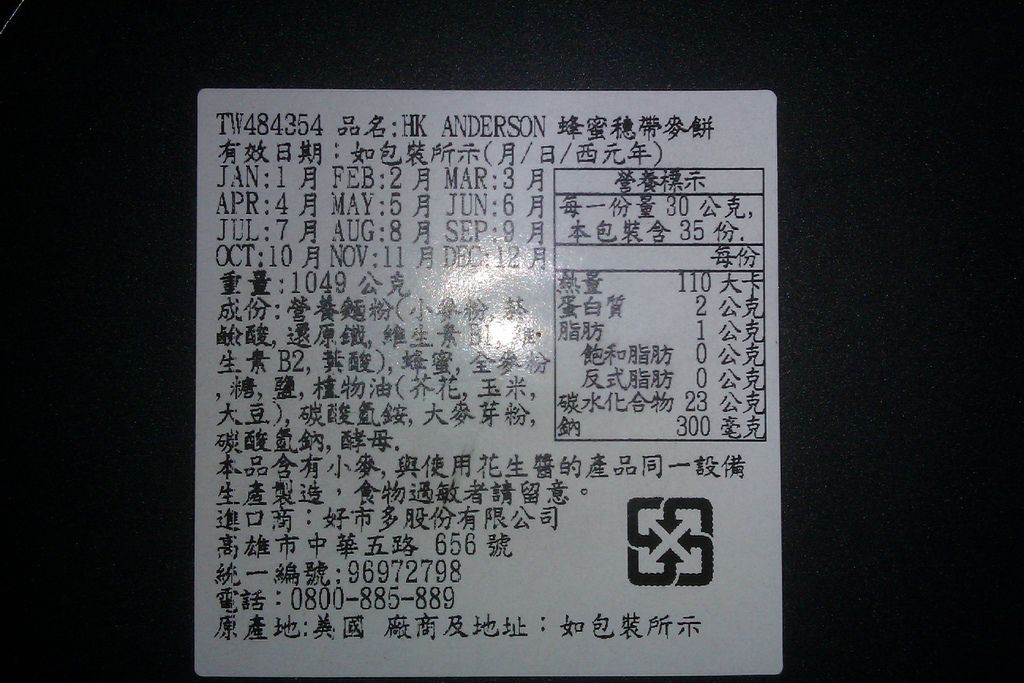 TW484354 品名:HK ANDERSON 蜂蜜穗帶麥餅
有效日期：如包裝所示(月/日/西元年)
JAN:1 月 FEB:2 月 MAR:3 月
APR:4 月 MAY:5 月 JUN:6 月
JUL:7 月 AUG:8 月 SEP:9 月
OCT:10 月 NOV:11 月 DEC:12 月
重量:1049 公克
成份:營養麵粉(小麥粉, 菸
鹼酸, 還原鐵, 維生素 B1, 維
生素 B2, 葉酸), 蜂蜜, 全麥粉
, 糖, 鹽, 植物油(芥花, 玉米,
大豆), 碳酸氫銨, 大麥芽粉,
碳酸氫鈉, 酵母.
營養標示
每一份量 30 公克,
本包裝含 35 份.
每份
熱量 110 大卡
蛋白質 2 公克
脂肪 1 公克
飽和脂肪 0 公克
反式脂肪 0 公克
碳水化合物 23 公克
鈉 300 毫克
本品含有小麥, 與使用花生醬的產品同一設備
生產製造，食物過敏者請留意。
進口商：好市多股份有限公司
高雄市中華五路 656 號
統一編號:96972798
電話：0800-885-889
原產地:美國 廠商及地址：如包裝所示